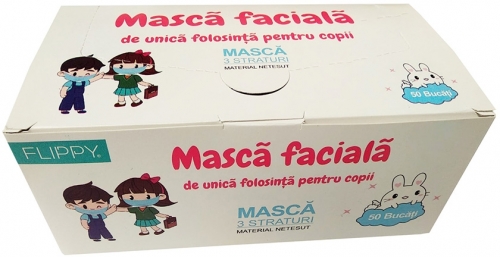 Mască facială
de unică folosință pentru copii
MASCĂ
3 STRATURI
MATERIAL NETESUT
50 Bucăți
FLIPPY®
Mască facială
de unică folosință pentru copii
MASCĂ
3 STRATURI
MATERIAL NETESUT
50 Bucăți